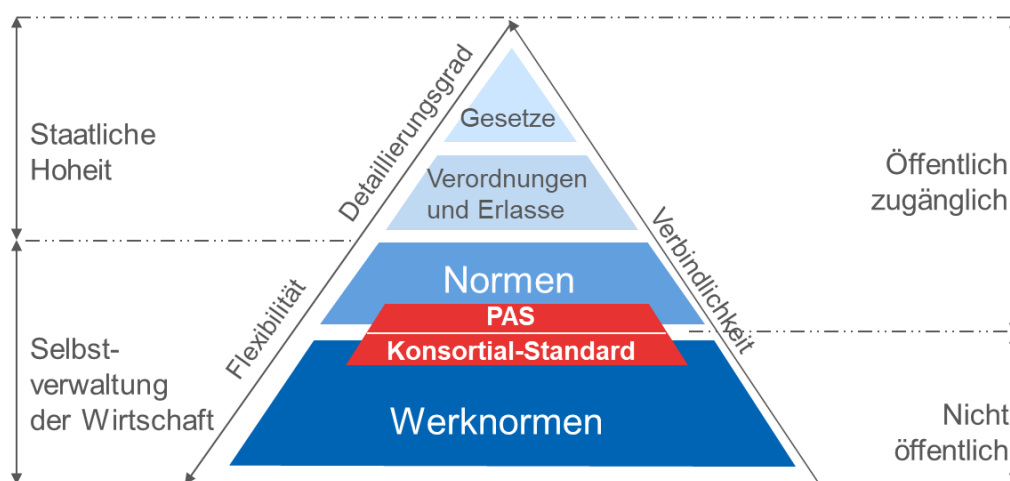 Gesetze
Verordnungen
und Erlasse
Normen
PAS
Konsortial-Standard
Werknormen
Staatliche
Hoheit
Selbst-
verwaltung
der Wirtschaft
Detaillierungsgrad
Flexibilität
Verbindlichkeit
Öffentlich
zugänglich
Nicht
öffentlich